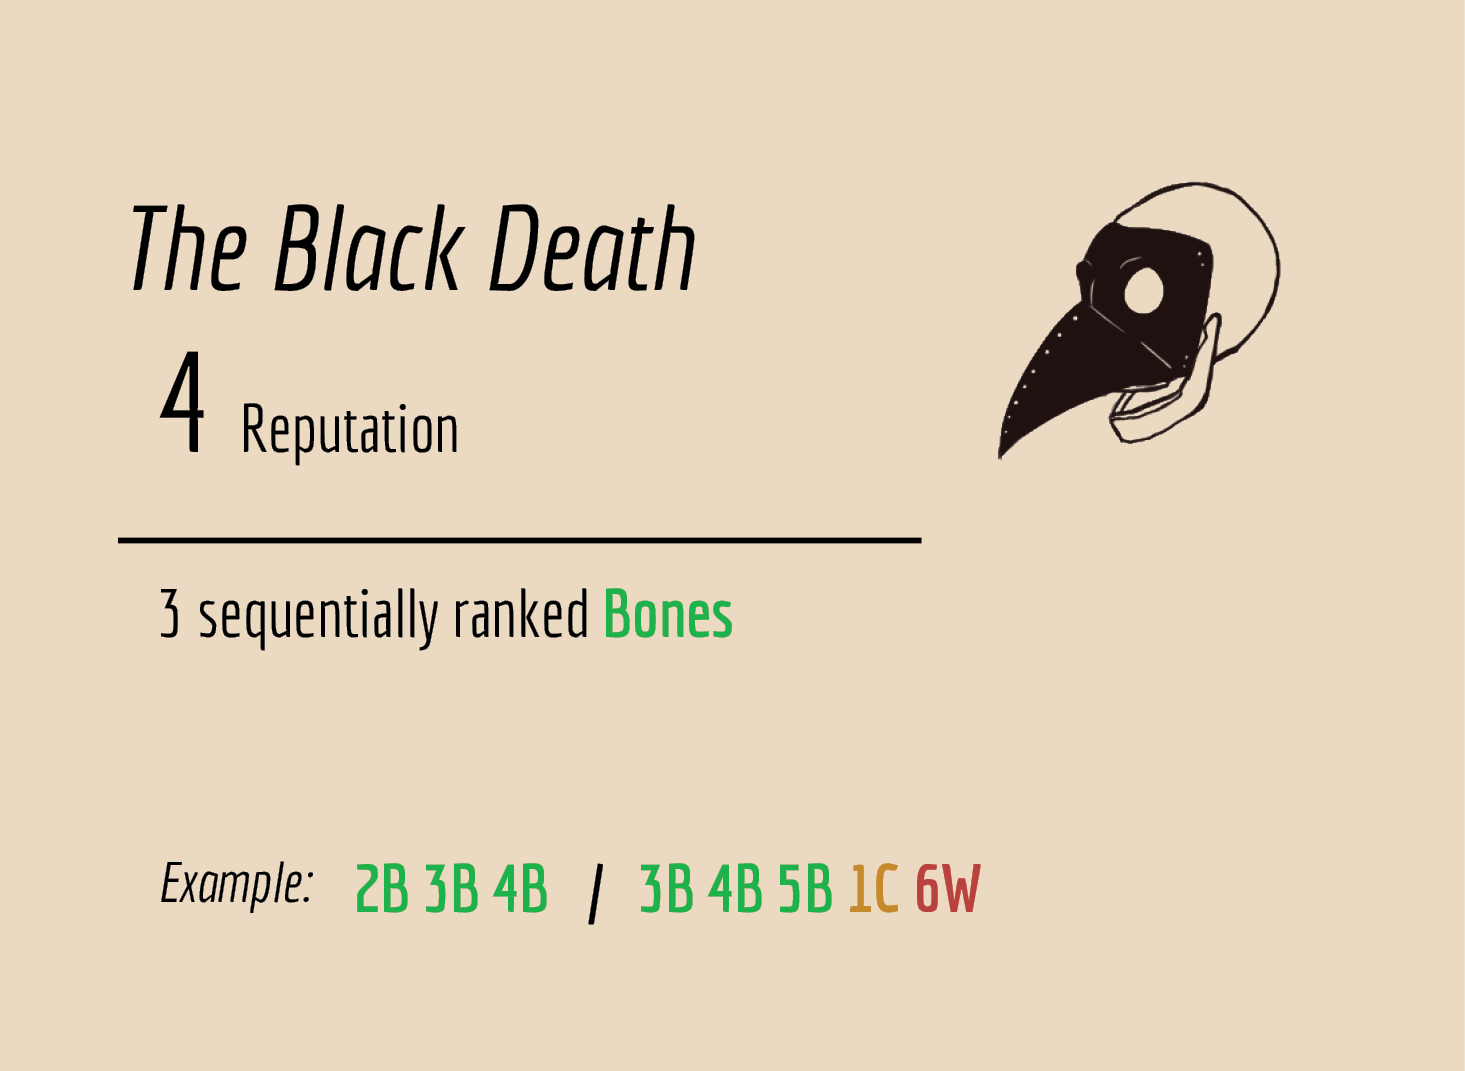 The Black Death
4 Reputation
3 sequentially ranked Bones
Example: 2B 3B 4B / 3B 4B 5B 1C 6W